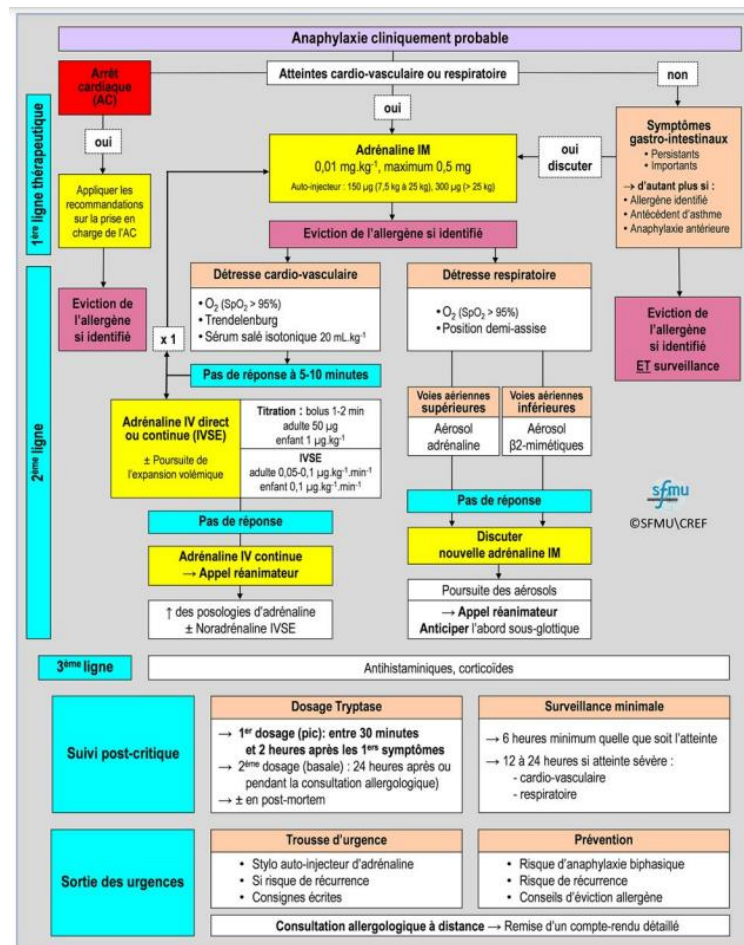 Anaphylaxie cliniquement probable
Arrêt
cardiaque
(AC)
Atteintes cardio-vasculaire ou respiratoire
non
oui
oui
1ère ligne thérapeutique
Adrénaline IM
0,01 mg.kg-1, maximum 0,5 mg
Auto-injecteur : 150 µg (7,5 kg à 25 kg), 300 µg (> 25 kg)
oui
discuter
Symptômes
gastro-intestinaux
• Persistants
• Importants
→ d'autant plus si :
• Allergène identifié
• Antécédent d'asthme
• Anaphylaxie antérieure
Appliquer les
recommandations
sur la prise en
charge de l'AC
Eviction de l'allergène si identifié
Eviction de
l'allergène
si identifié
x 1
Détresse cardio-vasculaire
• O2 (SpO2 > 95%)
• Trendelenburg
• Sérum salé isotonique 20 mL.kg-1
Détresse respiratoire
• O2 (SpO2 > 95%)
• Position demi-assise
Eviction de
l'allergène
si identifié
ET surveillance
2ème ligne
Pas de réponse à 5-10 minutes
Adrénaline IV direct
ou continue (IVSE)
± Poursuite de
l'expansion volémique
Titration : bolus 1-2 min
adulte 50 µg
enfant 1 µg.kg-1
IVSE
adulte 0,05-0,1 µg.kg-1.min-1
enfant 0,1 µg.kg-1.min-1
Voies aériennes
supérieures
Aérosol
adrénaline
Voies aériennes
inférieures
Aérosol
β2-mimétiques
Pas de réponse
Pas de réponse
sfmu
©SFMU\CREF
Adrénaline IV continue
→ Appel réanimateur
Discuter
nouvelle adrénaline IM
↑ des posologies d'adrénaline
± Noradrénaline IVSE
Poursuite des aérosols
→ Appel réanimateur
Anticiper l'abord sous-glottique
3ème ligne
Antihistaminiques, corticoïdes
Suivi post-critique
Dosage Tryptase
→ 1er dosage (pic): entre 30 minutes
et 2 heures après les 1ers symptômes
→ 2ème dosage (basale) : 24 heures après ou
pendant la consultation allergologique)
→ ± en post-mortem
Surveillance minimale
→ 6 heures minimum quelle que soit l'atteinte
→ 12 à 24 heures si atteinte sévère :
- cardio-vasculaire
- respiratoire
Sortie des urgences
Trousse d'urgence
• Stylo auto-injecteur d'adrénaline
• Si risque de récurrence
• Consignes écrites
Prévention
• Risque d'anaphylaxie biphasique
• Risque de récurrence
• Conseils d'éviction allergène
Consultation allergologique à distance → Remise d'un compte-rendu détaillé